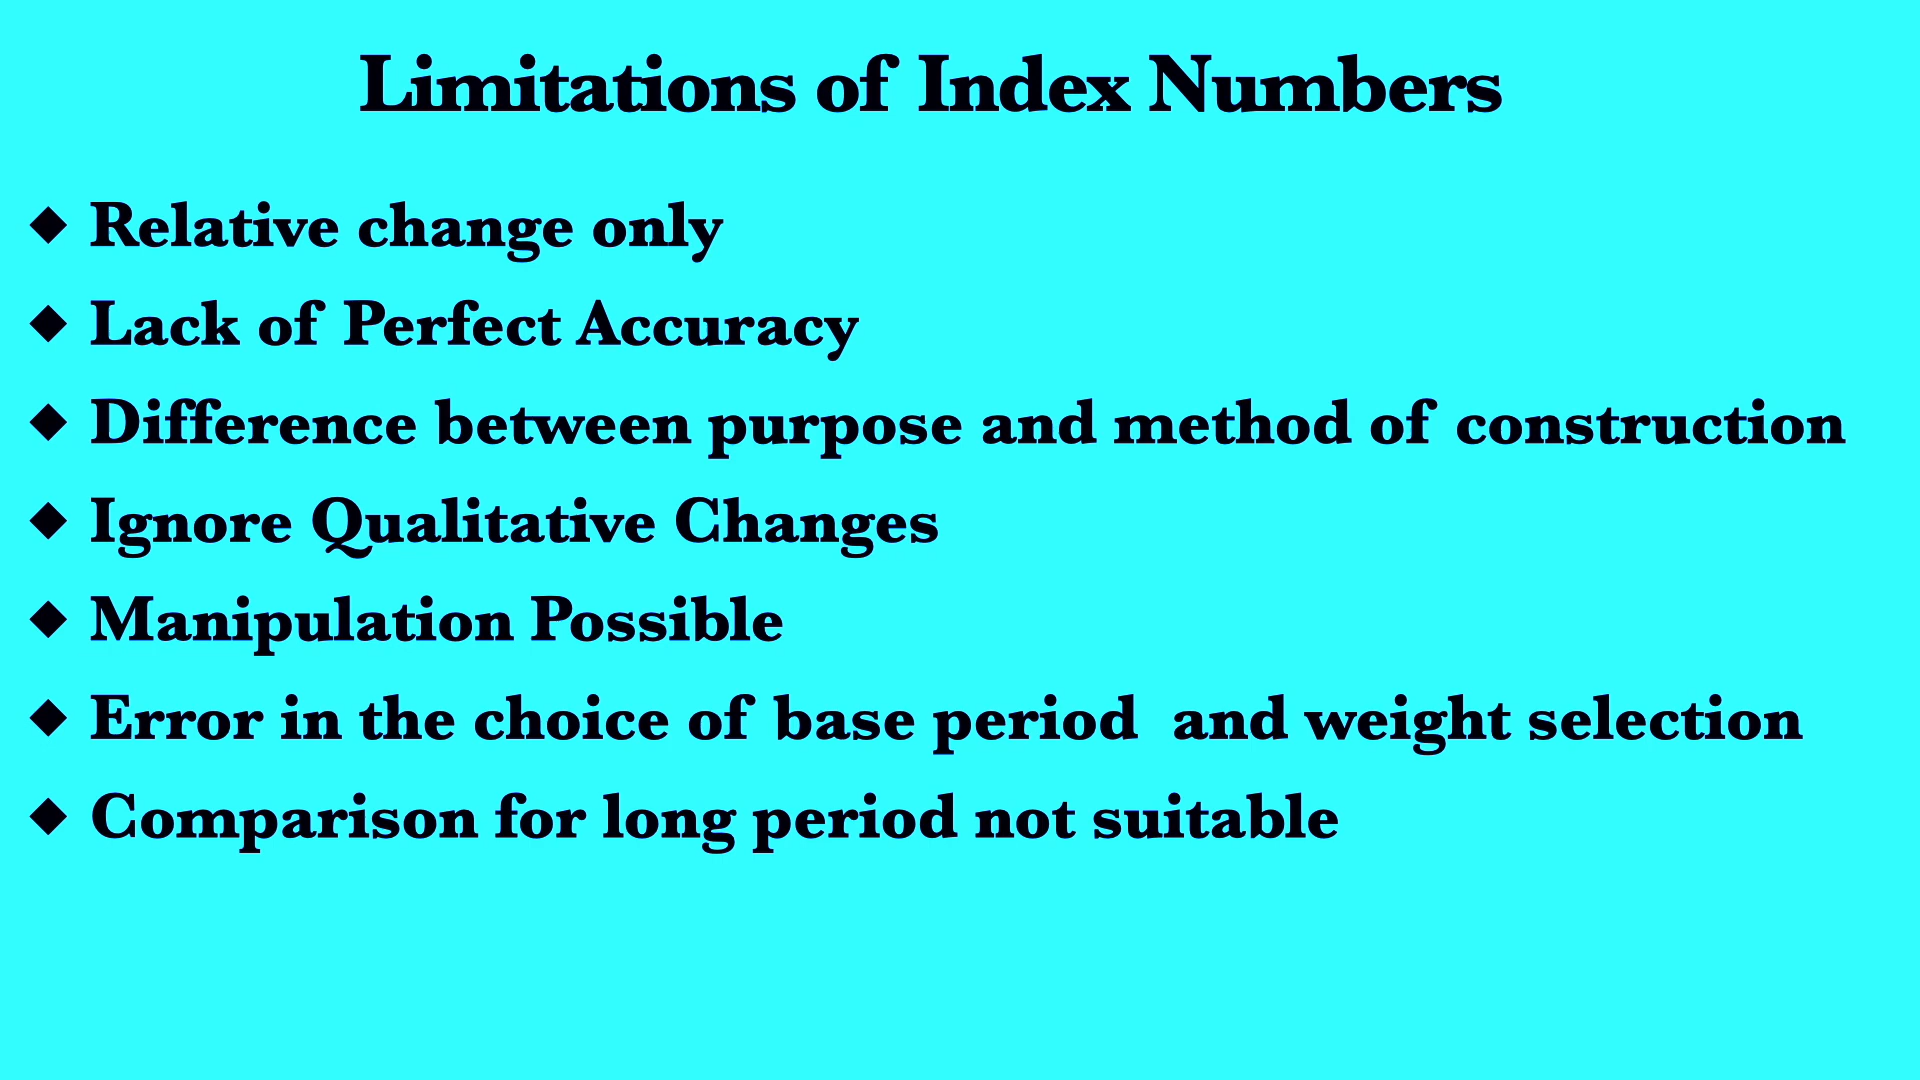 Limitations of Index Numbers
◆ Relative change only
◆ Lack of Perfect Accuracy
◆ Difference between purpose and method of construction
◆ Ignore Qualitative Changes
◆ Manipulation Possible
◆ Error in the choice of base period  and weight selection
◆ Comparison for long period not suitable